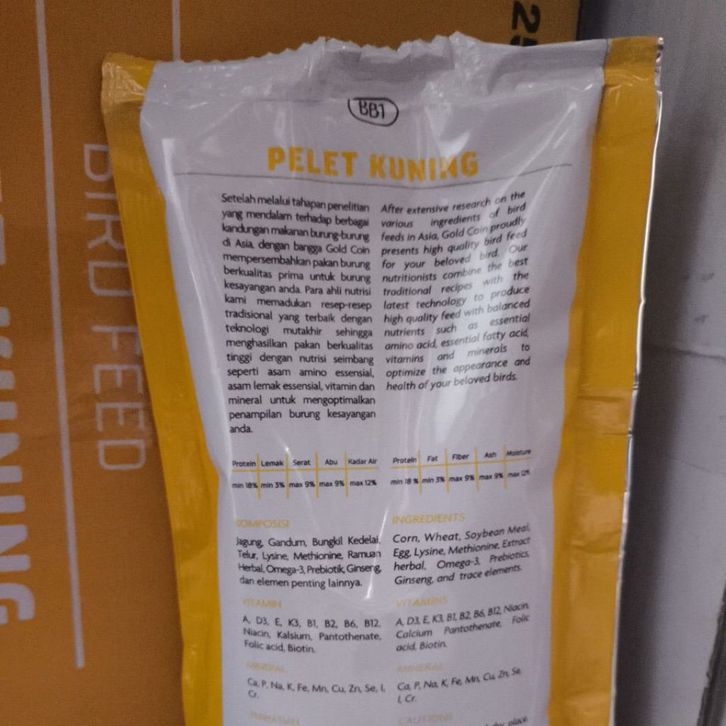 25
BIRD FEED
KUNING
BB1
PELET KUNING
Setelah melalui tahapan penelitian
yang mendalam terhadap berbagai
kandungan makanan burung-burung
di Asia, dengan bangga Gold Coin
mempersembahkan pakan burung
berkualitas prima untuk burung
kesayangan anda. Para ahli nutrisi
kami memadukan resep-resep
tradisional yang terbaik dengan
teknologi mutakhir sehingga
menghasilkan pakan berkualitas
tinggi dengan nutrisi seimbang
seperti asam amino essensial,
asam lemak essensial, vitamin dan
mineral untuk mengoptimalkan
penampilan burung kesayangan
anda.
After extensive research on the
various ingredients of bird
feeds in Asia, Gold Coin proudly
presents high quality bird feed
for your beloved bird. Our
nutritionists combine the best
traditional recipes with the
latest technology to produce
high quality feed with balanced
nutrients such as essential
amino acid, essential fatty acid,
vitamins and minerals to
optimize the appearance and
health of your beloved birds.
Protein Lemak Serat Abu Kadar Air
min 18% min 3% max 9% max 9% max 12%
Protein Fat Fiber Ash Moisture
min 18 % min 3% max 9% max 9% max 12%
KOMPOSISI
Jagung, Gandum, Bungkil Kedelai,
Telur, Lysine, Methionine, Ramuan
Herbal, Omega-3, Prebiotik, Ginseng,
dan elemen penting lainnya.
INGREDIENTS
Corn, Wheat, Soybean Meal,
Egg, Lysine, Methionine, Extract
herbal, Omega-3, Prebiotics,
Ginseng, and trace elements.
VITAMIN
A, D3, E, K3, B1, B2, B6, B12,
Niacin, Kalsium, Pantothenate,
Folic acid, Biotin.
VITAMINS
A, D3, E, K3, B1, B2, B6, B12, Niacin,
Calcium Pantothenate, Folic
acid, Biotin.
MINERAL
Ca, P, Na, K, Fe, Mn, Cu, Zn, Se, I,
Cr.
MINERALS
Ca, P, Na, K, Fe, Mn, Cu, Zn, Se,
I, Cr.
CAUTIONS
place